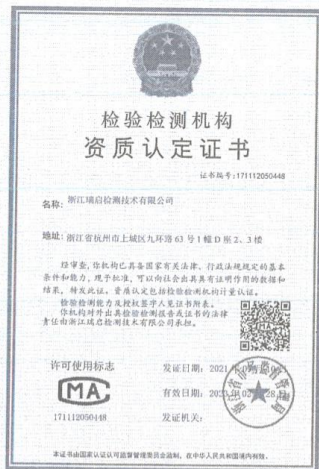 检验检测机构
资质认定证书
证书编号:171112050448
名称: 浙江瑞启检测技术有限公司
地址: 浙江省杭州市上城区九环路 63 号 1 幢 D 座 2、3 楼
经审查,你机构已具备国家有关法律、行政法规规定的基本
条件和能力,现予批准,可以向社会出具具有证明作用的数据和
结果,特发此证。资质认定包括检验检测机构计量认证。
检验检测能力及授权签字人见证书附表。
你机构对外出具检验检测报告或证书的法律
责任由浙江瑞启检测技术有限公司承担。
许可使用标志
MA
171112050448
发证日期: 2021
有效日期:
发证机关:
本证书由国家认证认可监督管理委员会监制,在中华人民共和国境内有效。